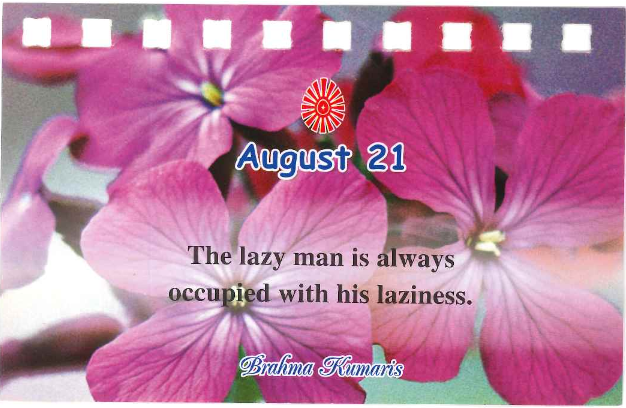 August 21
The lazy man is always
occupied with his laziness.
Brahma Kumaris